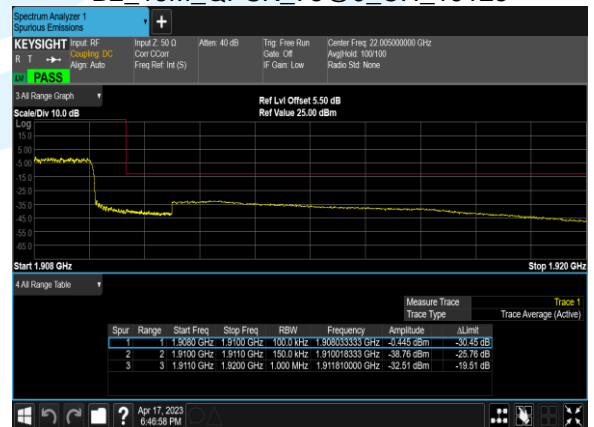 Spectrum Analyzer 1
Spurious Emissions
+
KEYSIGHT Input: RF Input Z: 50 Ω Atten: 40 dB Trig: Free Run Center Freq: 22.005000000 GHz
R T Coupling: DC Corr CCorr Gate: Off Avg|Hold: 100/100
Align: Auto Freq Ref: Int (S) IF Gain: Low Radio Std: None
LV PASS
3 All Range Graph
Ref Lvl Offset 5.50 dB
Scale/Div 10.0 dB Ref Value 25.00 dBm
Log
15.0
5.00
-5.00
-15.0
-25.0
-35.0
-45.0
-55.0
-65.0
Start 1.908 GHz Stop 1.920 GHz
4 All Range Table
Measure Trace Trace 1
Trace Type Trace Average (Active)
Spur Range Start Freq Stop Freq RBW Frequency Amplitude ΔLimit
1 1 1.9080 GHz 1.9100 GHz 100.0 kHz 1.908033333 GHz -0.445 dBm -30.45 dB
2 2 1.9100 GHz 1.9110 GHz 150.0 kHz 1.910018333 GHz -38.76 dBm -25.76 dB
3 3 1.9110 GHz 1.9200 GHz 1.000 MHz 1.911810000 GHz -32.51 dBm -19.51 dB
? Apr 17, 2023
6:46:58 PM